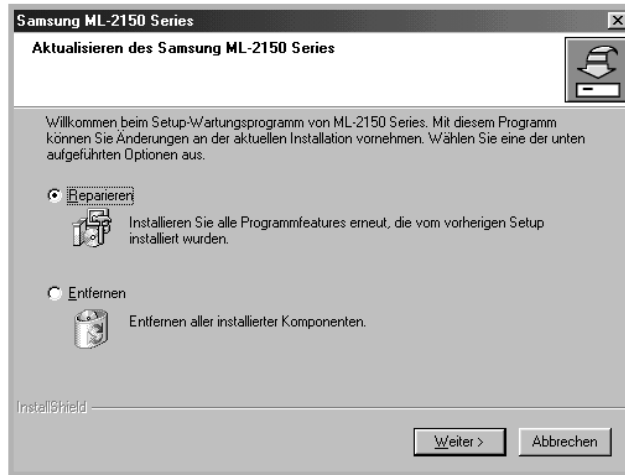 Samsung ML-2150 Series
Aktualisieren des Samsung ML-2150 Series
Willkommen beim Setup-Wartungsprogramm von ML-2150 Series. Mit diesem Programm
können Sie Änderungen an der aktuellen Installation vornehmen. Wählen Sie eine der unten
aufgeführten Optionen aus.
Reparieren
Installieren Sie alle Programmfeatures erneut, die vom vorherigen Setup
installiert wurden.
Entfernen
Entfernen aller installierter Komponenten.
InstallShield
Weiter >
Abbrechen